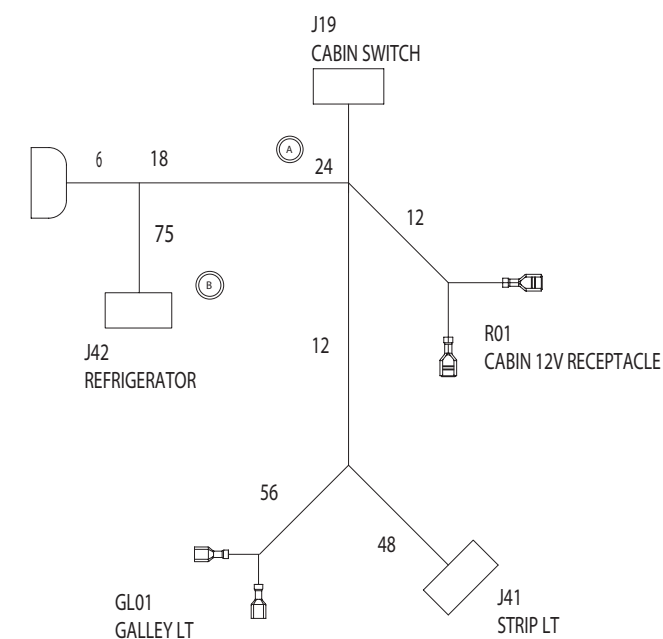 J19
CABIN SWITCH
6
18
A
24
12
75
B
J42
REFRIGERATOR
12
R01
CABIN 12V RECEPTACLE
56
48
GL01
GALLEY LT
J41
STRIP LT